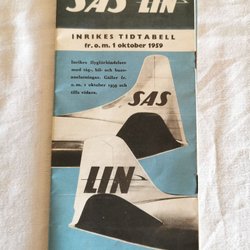 SAS LIN
INRIKES TIDTABELL
fr. o. m. 1 oktober 1959
Inrikes flygförbindelser
med tåg-, bil- och buss-
anslutningar. Gäller fr.
o. m. 1 oktober 1959 och
tills vidare.
SAS
LIN